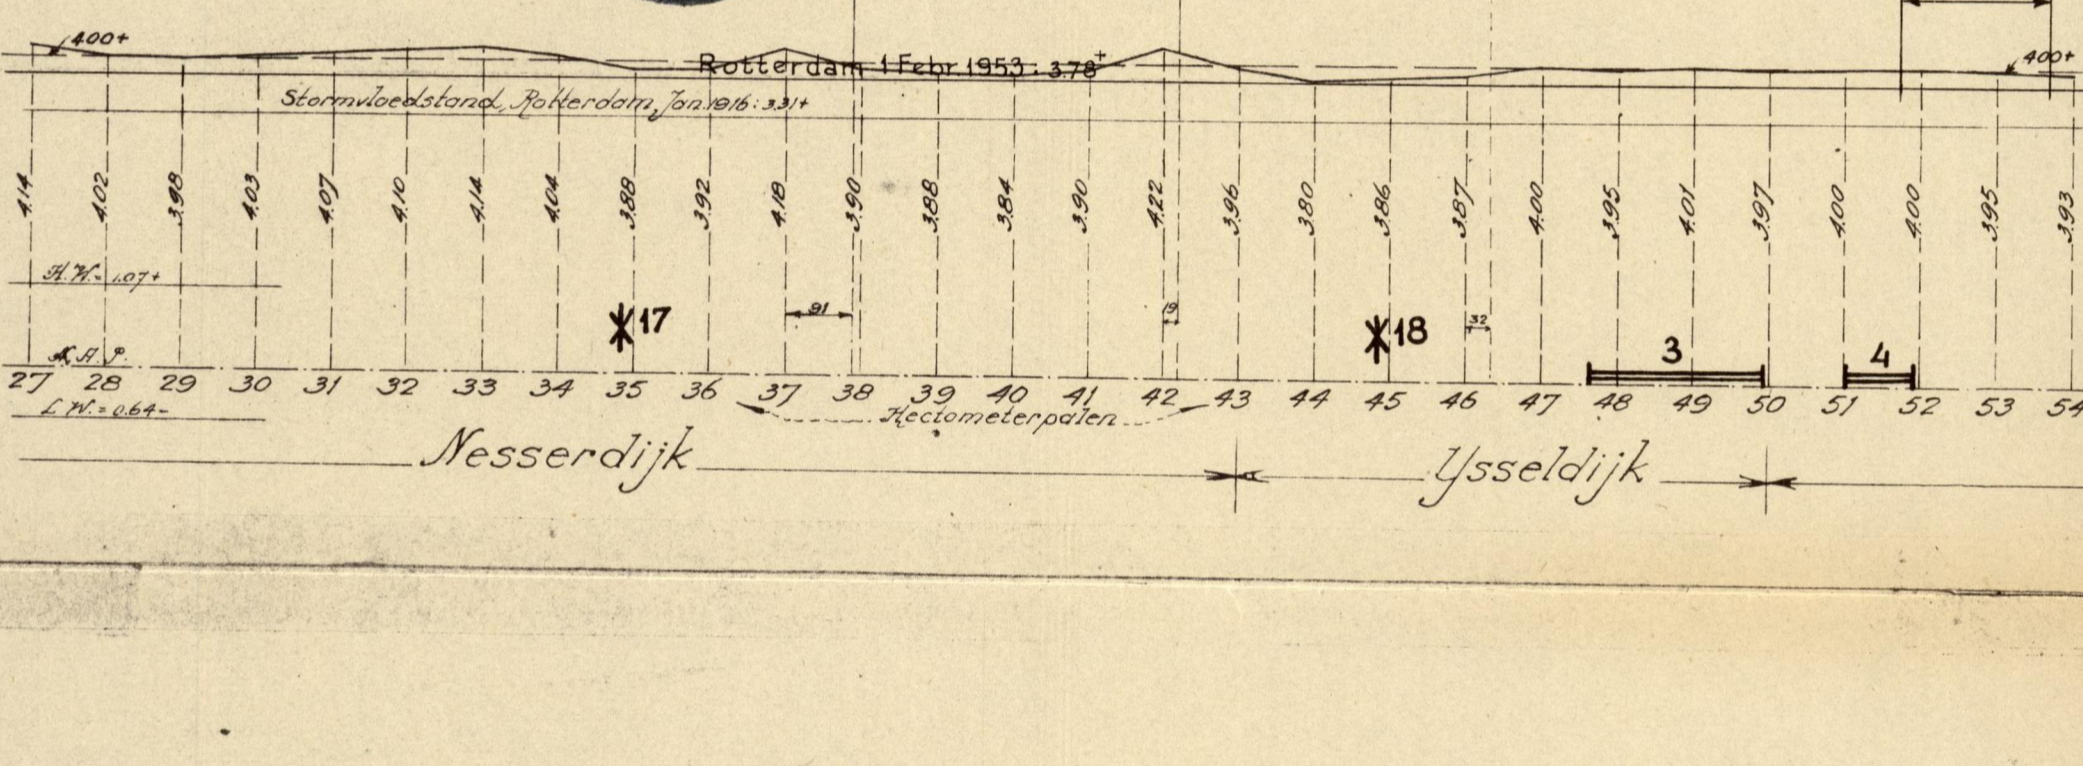 400+
400+
Rotterdam 1 Febr. 1953 : 3.78+
Stormvloedstand, Rotterdam, Jan. 1916 : 3.31+
4.14 4.02 3.98 4.03 4.07 4.10 4.14 4.04 3.88 3.92 4.18 3.90 3.88 3.84 3.90 4.22 3.96 3.80 3.86 3.87 4.00 3.95 4.01 3.97 4.00 4.00 3.95 3.93
H.W.= 1.07+
17 91 19 18 32
3 4
N.A.P.
27 28 29 30 31 32 33 34 35 36 37 38 39 40 41 42 43 44 45 46 47 48 49 50 51 52 53 54
L.W.= 0.64-
Hectometerpalen
Nesserdijk
IJsseldijk